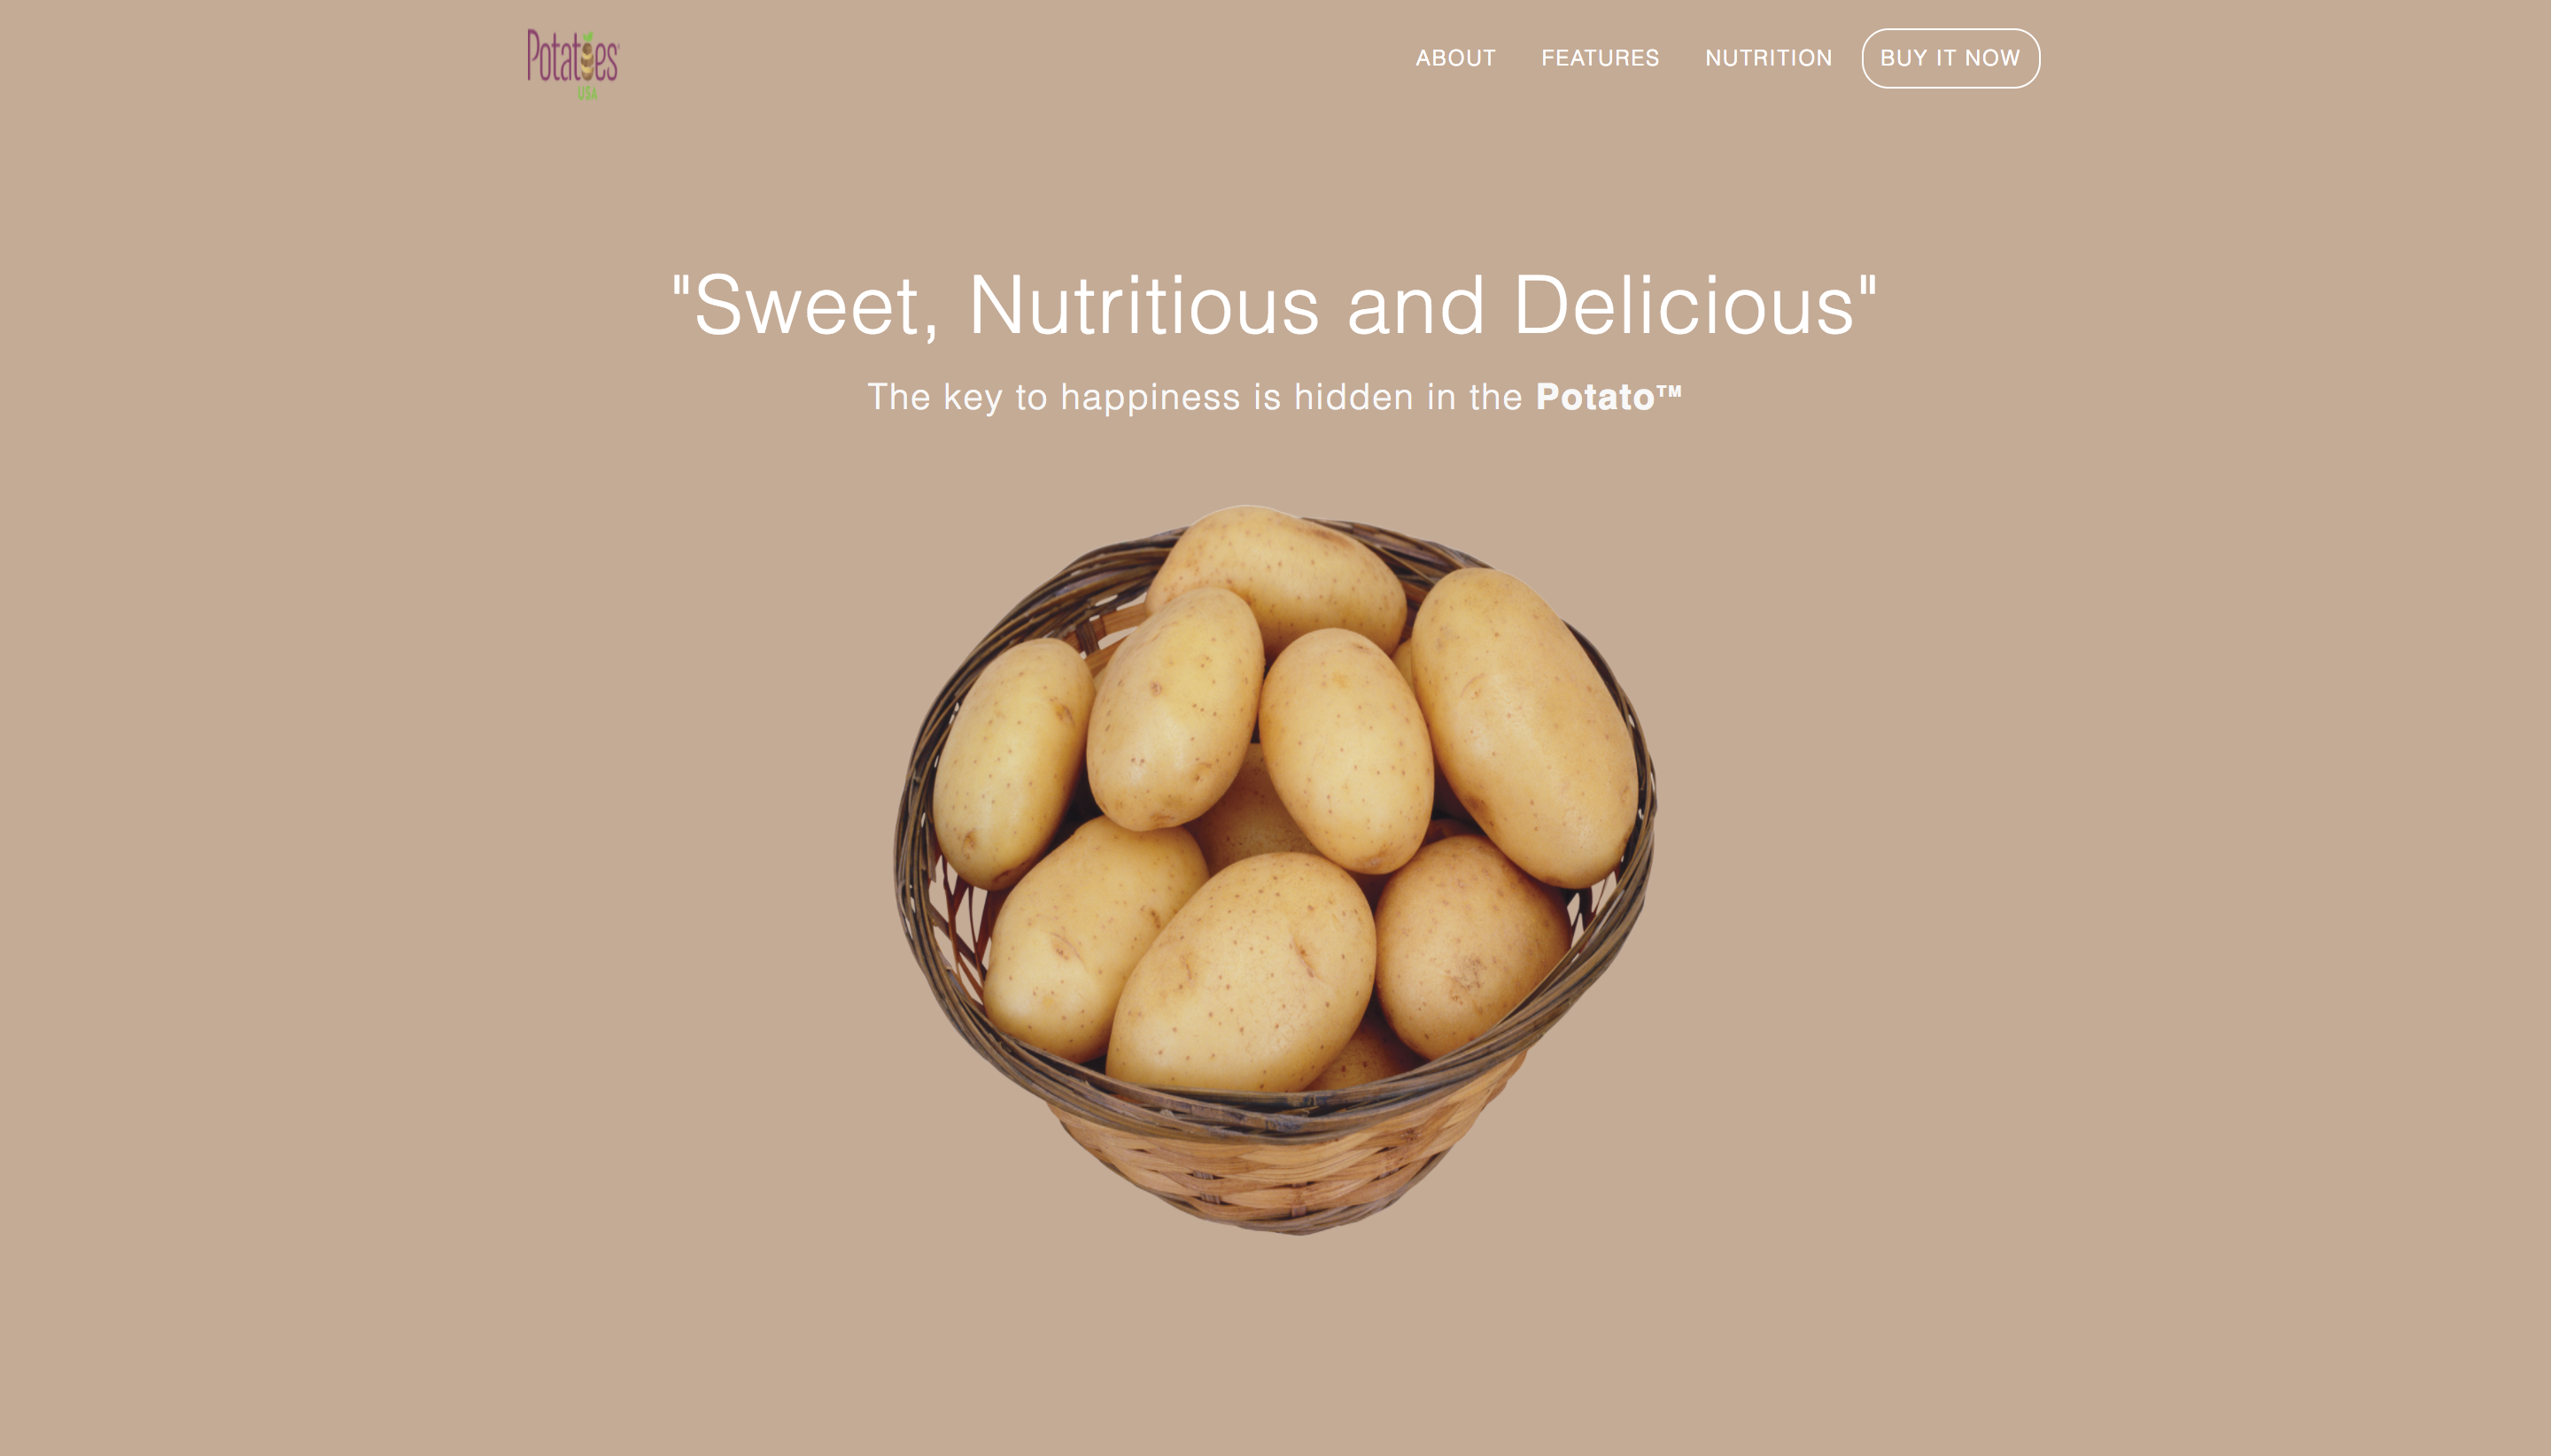 Potatoes
USA
ABOUT FEATURES NUTRITION BUY IT NOW
"Sweet, Nutritious and Delicious"
The key to happiness is hidden in the Potato™